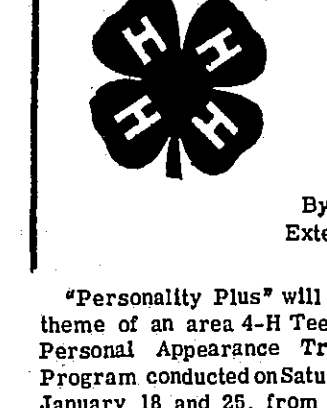 H H
H H
By
Exte
"Personality Plus" will
theme of an area 4-H Tee
Personal Appearance Tr
Program conducted on Satu
January 18 and 25, from